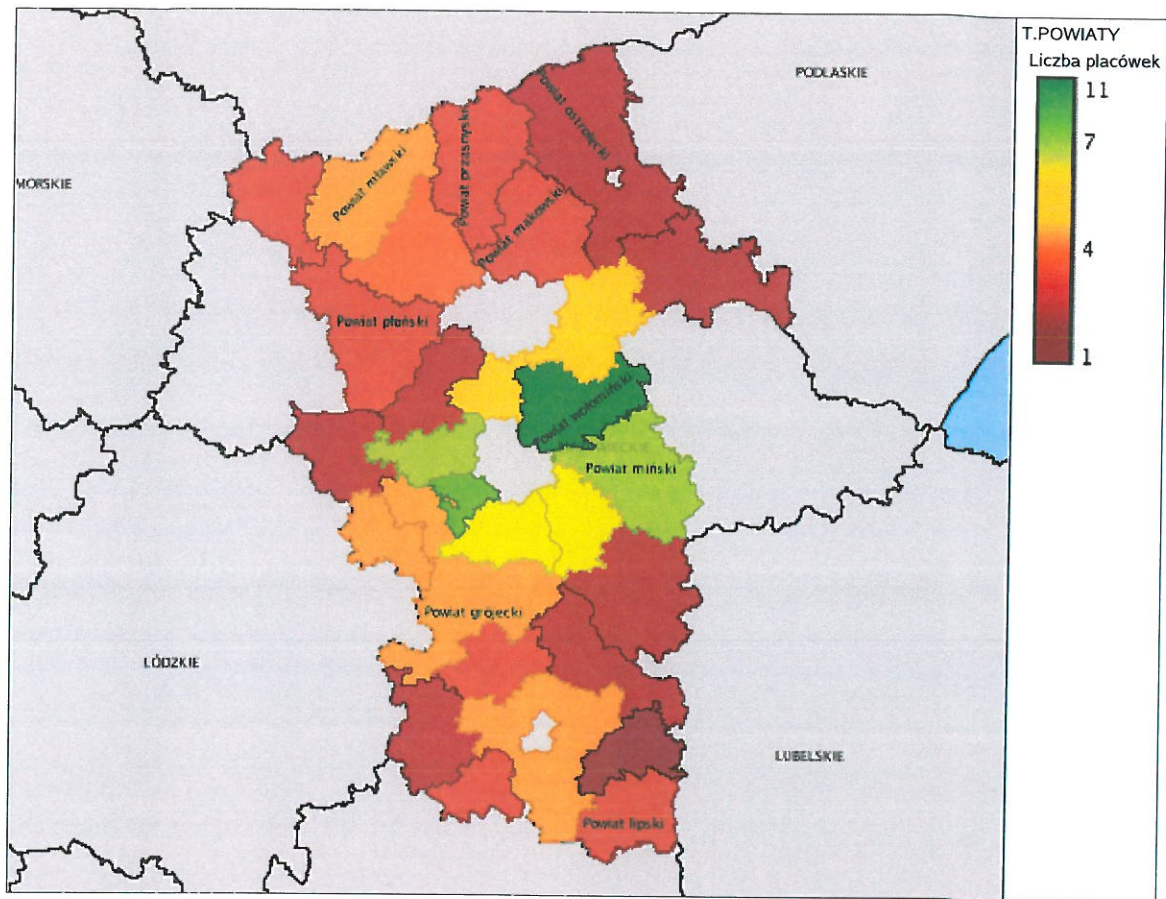 T.POWIATY
Liczba placówek
11
7
4
1
PODLASKIE
MORSKIE
Powiat ostrołęcki
Powiat przasnyski
Powiat mławski
Powiat makowski
Powiat płoński
Powiat wołomiński
Powiat miński
Powiat grójecki
ŁÓDZKIE
LUBELSKIE
Powiat lipski